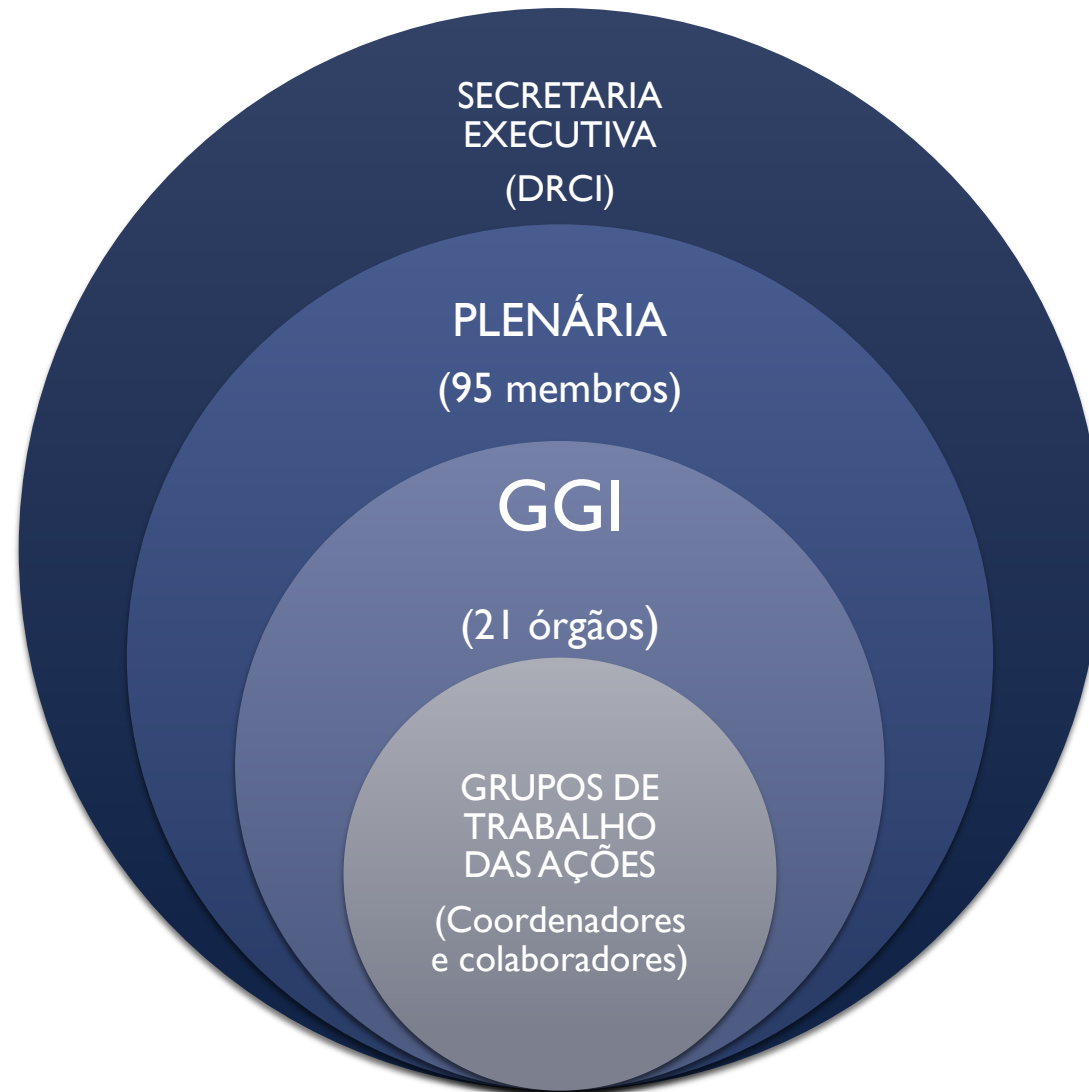 SECRETARIA
EXECUTIVA
(DRCI)
PLENÁRIA
(95 membros)
GGI
(21 órgãos)
GRUPOS DE
TRABALHO
DAS AÇÕES
(Coordenadores
e colaboradores)